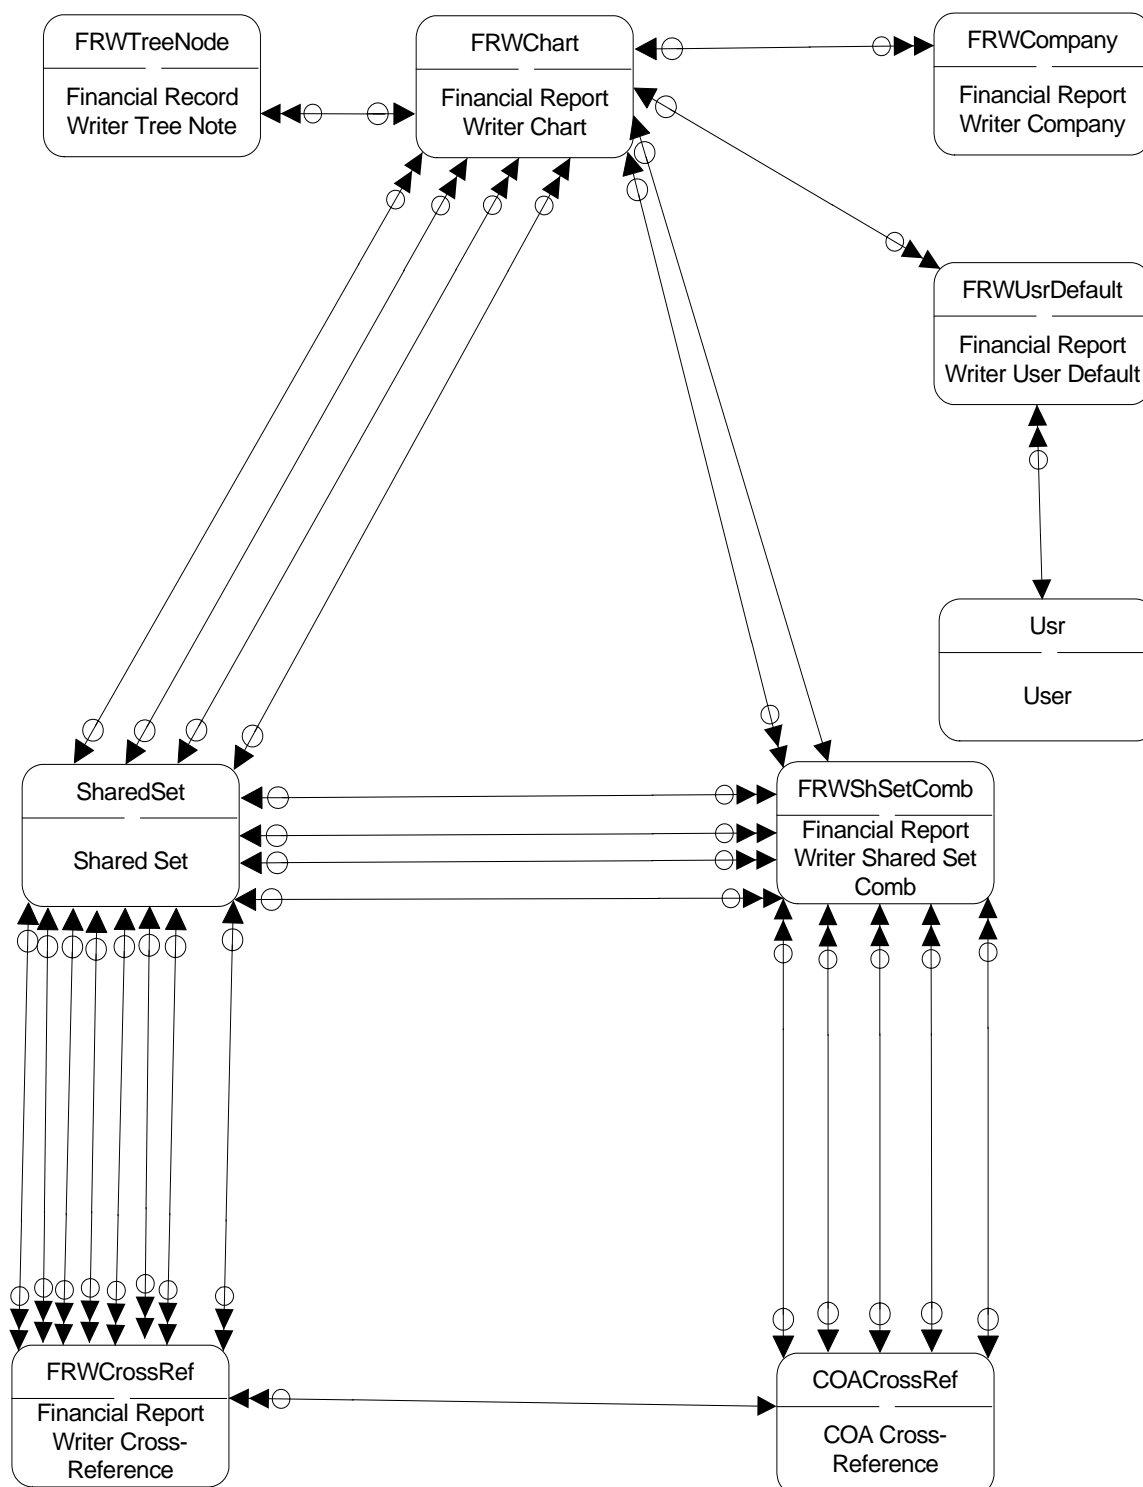 FRWTreeNode
Financial Record
Writer Tree Note
FRWChart
Financial Report
Writer Chart
FRWCompany
Financial Report
Writer Company
FRWUsrDefault
Financial Report
Writer User Default
Usr
User
SharedSet
Shared Set
FRWShSetComb
Financial Report
Writer Shared Set
Comb
FRWCrossRef
Financial Report
Writer Cross-
Reference
COACrossRef
COA Cross-
Reference